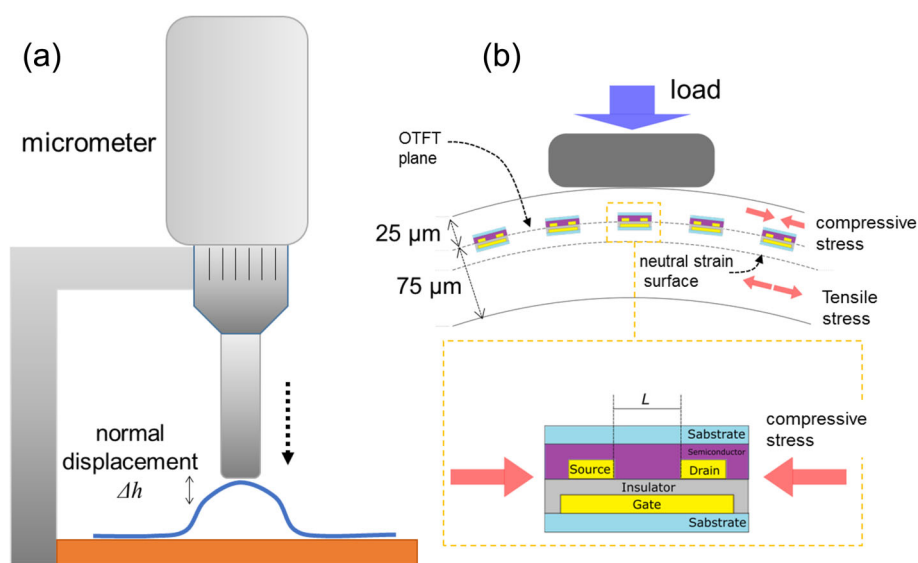 (a)
micrometer
normal
displacement
Δh
(b)
load
OTFT
plane
25 μm
75 μm
compressive
stress
neutral strain
surface
Tensile
stress
L
compressive
stress
Sabstrate
Semiconductor
Source
Drain
Insulator
Gate
Sabstrate